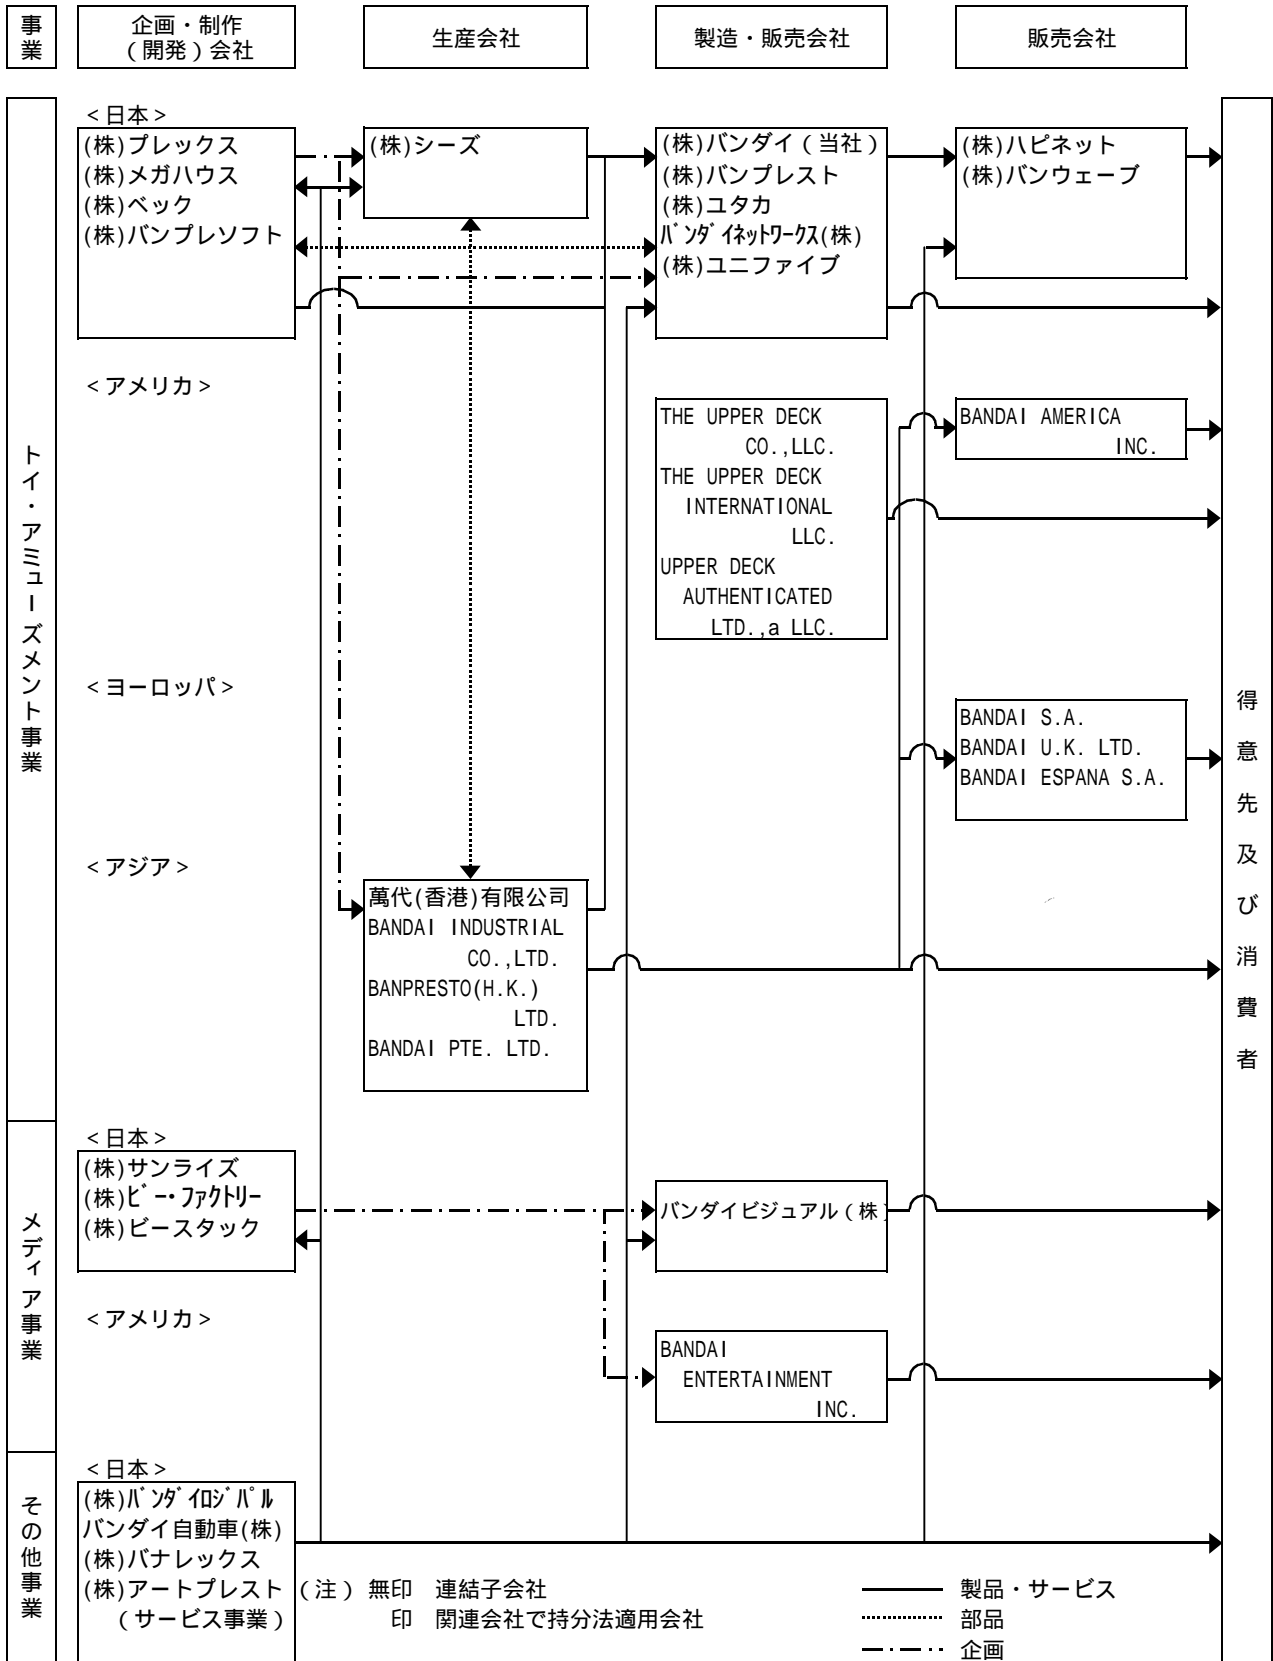 事業
企画・制作
（開発）会社
生産会社
製造・販売会社
販売会社
トイ・アミューズメント事業
＜日本＞
(株)プレックス
(株)メガハウス
(株)ベック
(株)バンプレソフト
(株)シーズ
(株)バンダイ（当社）
(株)バンプレスト
(株)ユタカ
ﾊﾞﾝﾀﾞｲﾈｯﾄﾜｰｸｽ(株)
(株)ユニファイブ
(株)ハピネット
(株)バンウェーブ
＜アメリカ＞
THE UPPER DECK
CO.,LLC.
THE UPPER DECK
INTERNATIONAL
LLC.
UPPER DECK
AUTHENTICATED
LTD.,a LLC.
BANDAI AMERICA
INC.
＜ヨーロッパ＞
BANDAI S.A.
BANDAI U.K. LTD.
BANDAI ESPANA S.A.
＜アジア＞
萬代(香港)有限公司
BANDAI INDUSTRIAL
CO.,LTD.
BANPRESTO(H.K.)
LTD.
BANDAI PTE. LTD.
得意先及び消費者
メディア事業
＜日本＞
(株)サンライズ
(株)ﾋﾞｰ・ﾌｧｸﾄﾘｰ
(株)ビースタック
バンダイビジュアル（株）
＜アメリカ＞
BANDAI
ENTERTAINMENT
INC.
その他事業
＜日本＞
(株)ﾊﾞﾝﾀﾞｲﾛｼﾞﾊﾟﾙ
バンダイ自動車(株)
(株)バナレックス
(株)アートプレスト
（サービス事業）
（注）無印　連結子会社
印　関連会社で持分法適用会社
製品・サービス
部品
企画